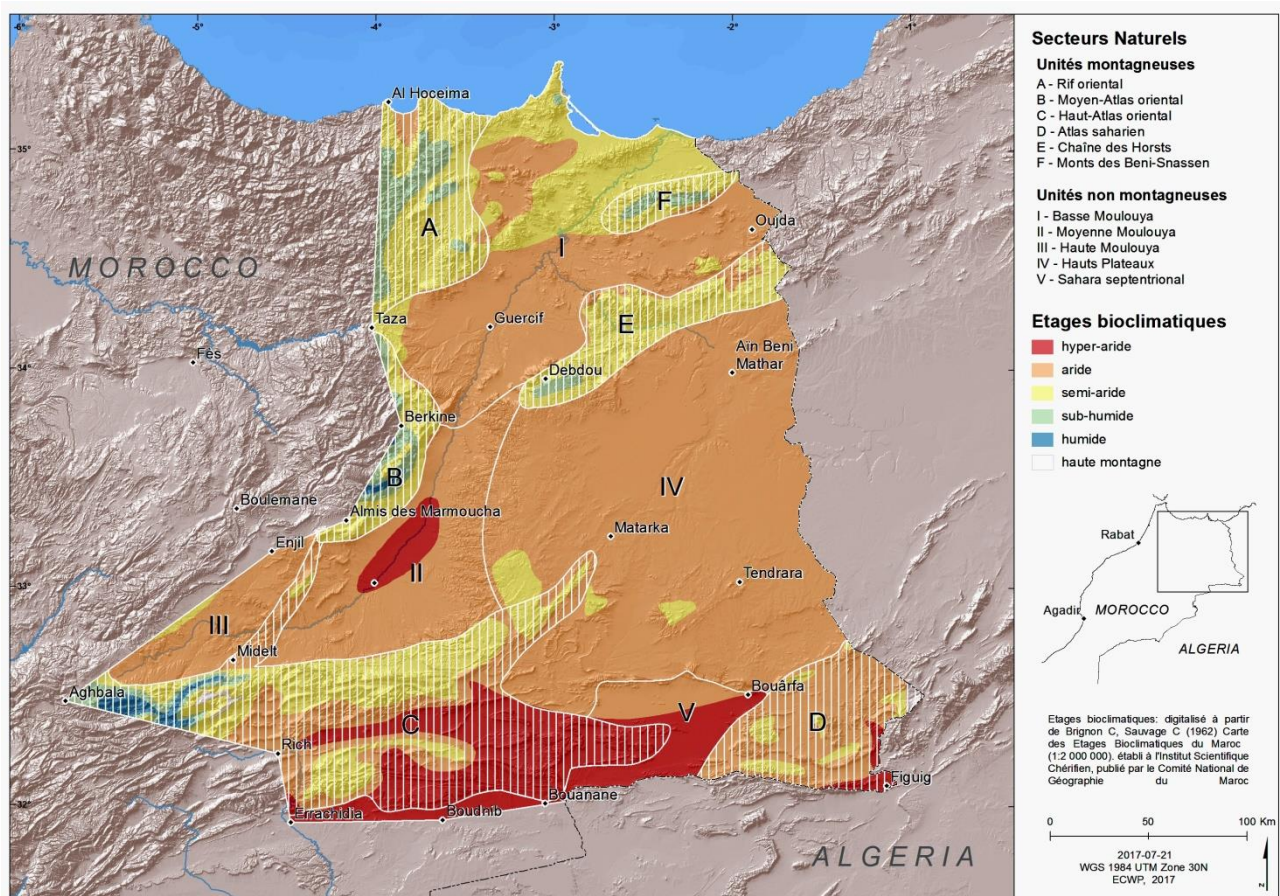 -6°
-5°
-4°
-3°
-2°
-1°
35°
34°
33°
32°
Al Hoceima
A
F
Oujda
I
MOROCCO
Taza
Guercif
E
Fès
Debdou
Aïn Beni
Mathar
Berkine
B
IV
Boulemane
Almis des Marmoucha
Matarka
Enjil
II
Tendrara
III
Midelt
Aghbala
Bouârfa
C
V
D
Rich
Figuig
Errachidia
Boudnib
Bouanane
ALGERIA
Secteurs Naturels
Unités montagneuses
A - Rif oriental
B - Moyen-Atlas oriental
C - Haut-Atlas oriental
D - Atlas saharien
E - Chaîne des Horsts
F - Monts des Beni-Snassen
Unités non montagneuses
I - Basse Moulouya
II - Moyenne Moulouya
III - Haute Moulouya
IV - Hauts Plateaux
V - Sahara septentrional
Etages bioclimatiques
hyper-aride
aride
semi-aride
sub-humide
humide
haute montagne
Rabat
Agadir
MOROCCO
ALGERIA
Etages bioclimatiques: digitalisé à partir
de Brignon C, Sauvage C (1962) Carte
des Etages Bioclimatiques du Maroc
(1:2 000 000). établi à l'Institut Scientifique
Chérifien, publié par le Comité National de
Géographie du Maroc
0 50 100 Km
2017-07-21
WGS 1984 UTM Zone 30N
ECWP, 2017
z